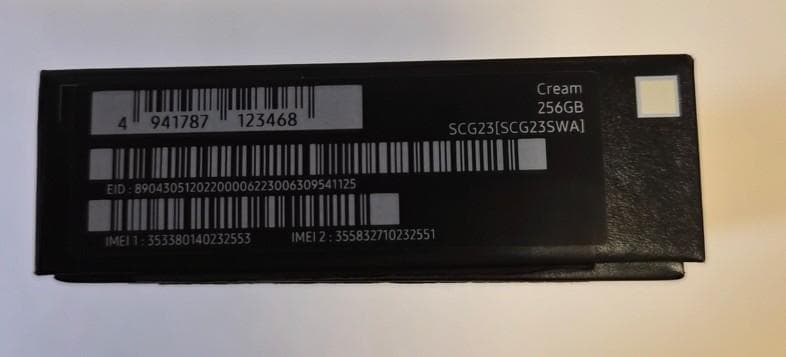 4 941787 123468
Cream
256GB
SCG23[SCG23SWA]
EID : 89043051202200006223006309541125
IMEI 1 : 353380140232553 IMEI 2 : 355832710232551